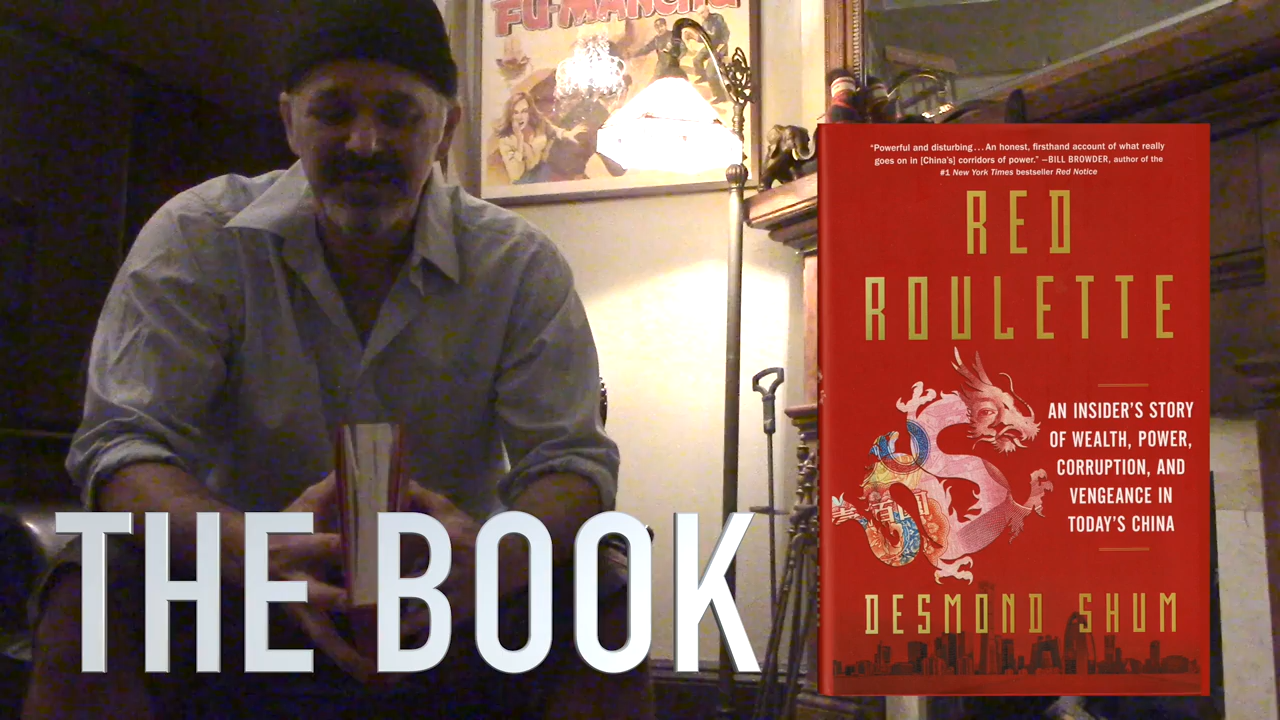 FU-MANCHU
"Powerful and disturbing...An honest, firsthand account of what really
goes on in [China's] corridors of power." —BILL BROWDER, author of the
#1 New York Times bestseller Red Notice
RED
ROULETTE
AN INSIDER'S STORY
OF WEALTH, POWER,
CORRUPTION, AND
VENGEANCE IN
TODAY'S CHINA
DESMOND SHUM
THE BOOK